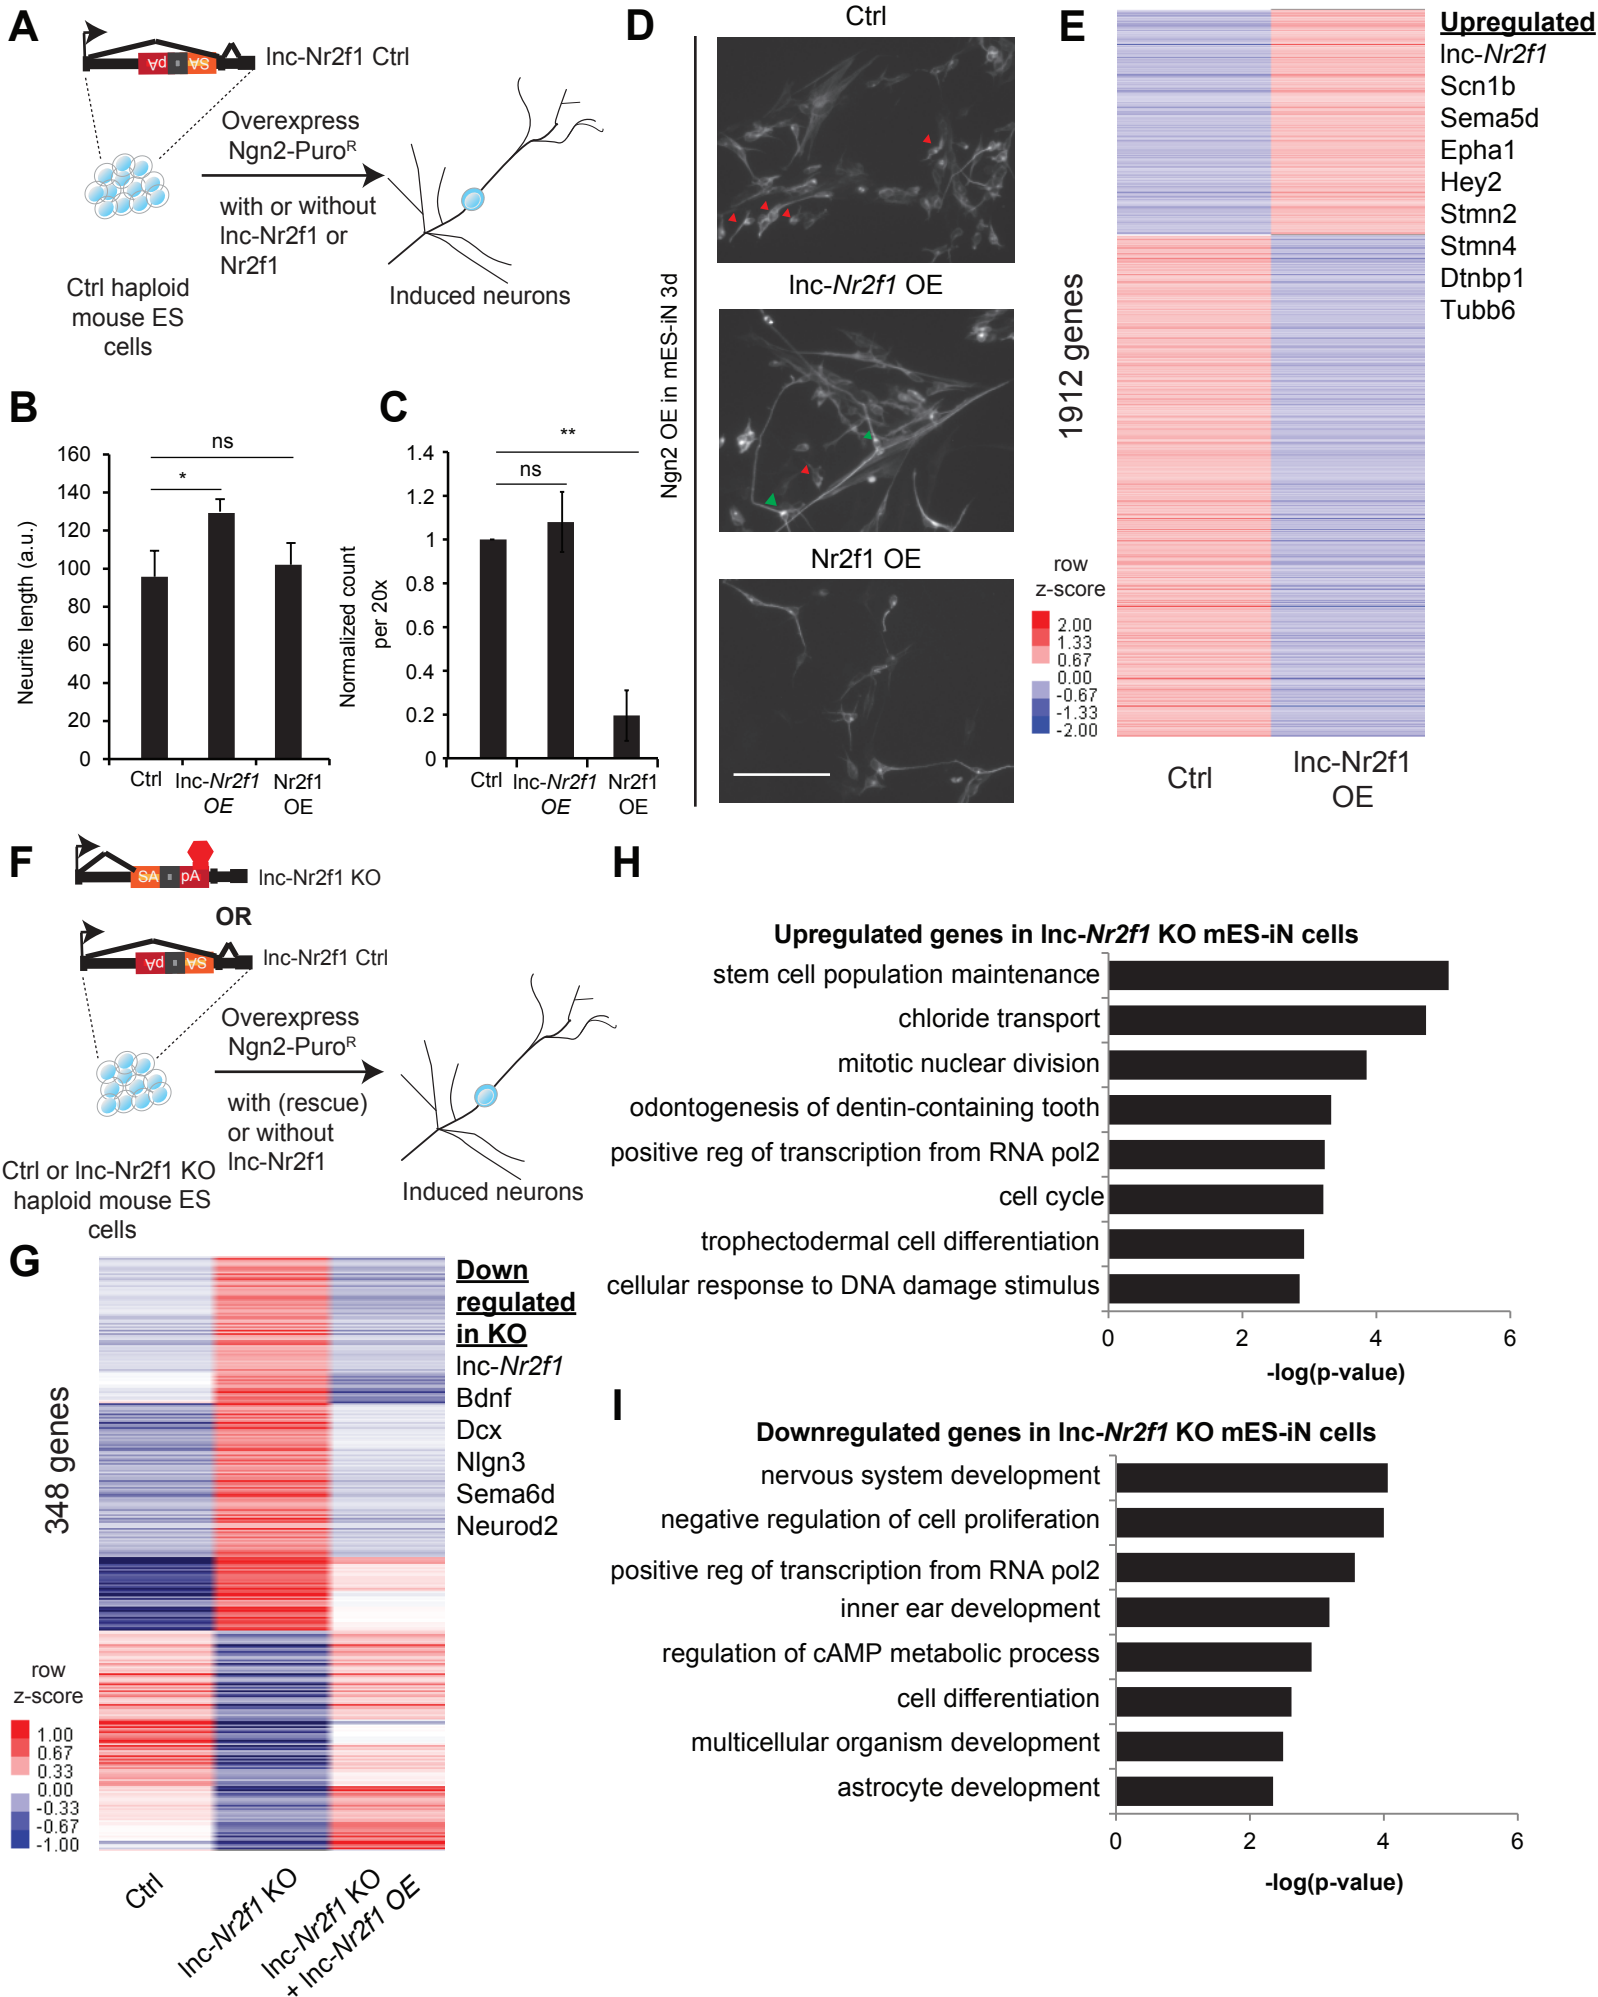 A
lnc-Nr2f1 Ctrl
pA
SA
Overexpress
Ngn2-Puro^R
with or without
lnc-Nr2f1 or
Nr2f1
Ctrl haploid
mouse ES
cells
Induced neurons
B
Neurite length (a.u.)
160
140
120
100
80
60
40
20
0
ns
*
Ctrl
lnc-Nr2f1
OE
Nr2f1
OE
C
Normalized count
per 20x
1.4
1.2
1
0.8
0.6
0.4
0.2
0
**
ns
Ctrl
lnc-Nr2f1
OE
Nr2f1
OE
D
Ngn2 OE in mES-iN 3d
Ctrl
lnc-Nr2f1 OE
Nr2f1 OE
E
1912 genes
row
z-score
2.00
1.33
0.67
0.00
-0.67
-1.33
-2.00
Ctrl
lnc-Nr2f1
OE
Upregulated
lnc-Nr2f1
Scn1b
Sema5d
Epha1
Hey2
Stmn2
Stmn4
Dtnbp1
Tubb6
F
SA
pA
lnc-Nr2f1 KO
OR
pA
SA
lnc-Nr2f1 Ctrl
Overexpress
Ngn2-Puro^R
with (rescue)
or without
lnc-Nr2f1
Ctrl or lnc-Nr2f1 KO
haploid mouse ES
cells
Induced neurons
G
348 genes
row
z-score
1.00
0.67
0.33
0.00
-0.33
-0.67
-1.00
Ctrl
lnc-Nr2f1 KO
lnc-Nr2f1 KO
+ lnc-Nr2f1 OE
Down
regulated
in KO
lnc-Nr2f1
Bdnf
Dcx
Nlgn3
Sema6d
Neurod2
H
Upregulated genes in lnc-Nr2f1 KO mES-iN cells
stem cell population maintenance
chloride transport
mitotic nuclear division
odontogenesis of dentin-containing tooth
positive reg of transcription from RNA pol2
cell cycle
trophectodermal cell differentiation
cellular response to DNA damage stimulus
0 2 4 6
-log(p-value)
I
Downregulated genes in lnc-Nr2f1 KO mES-iN cells
nervous system development
negative regulation of cell proliferation
positive reg of transcription from RNA pol2
inner ear development
regulation of cAMP metabolic process
cell differentiation
multicellular organism development
astrocyte development
0 2 4 6
-log(p-value)